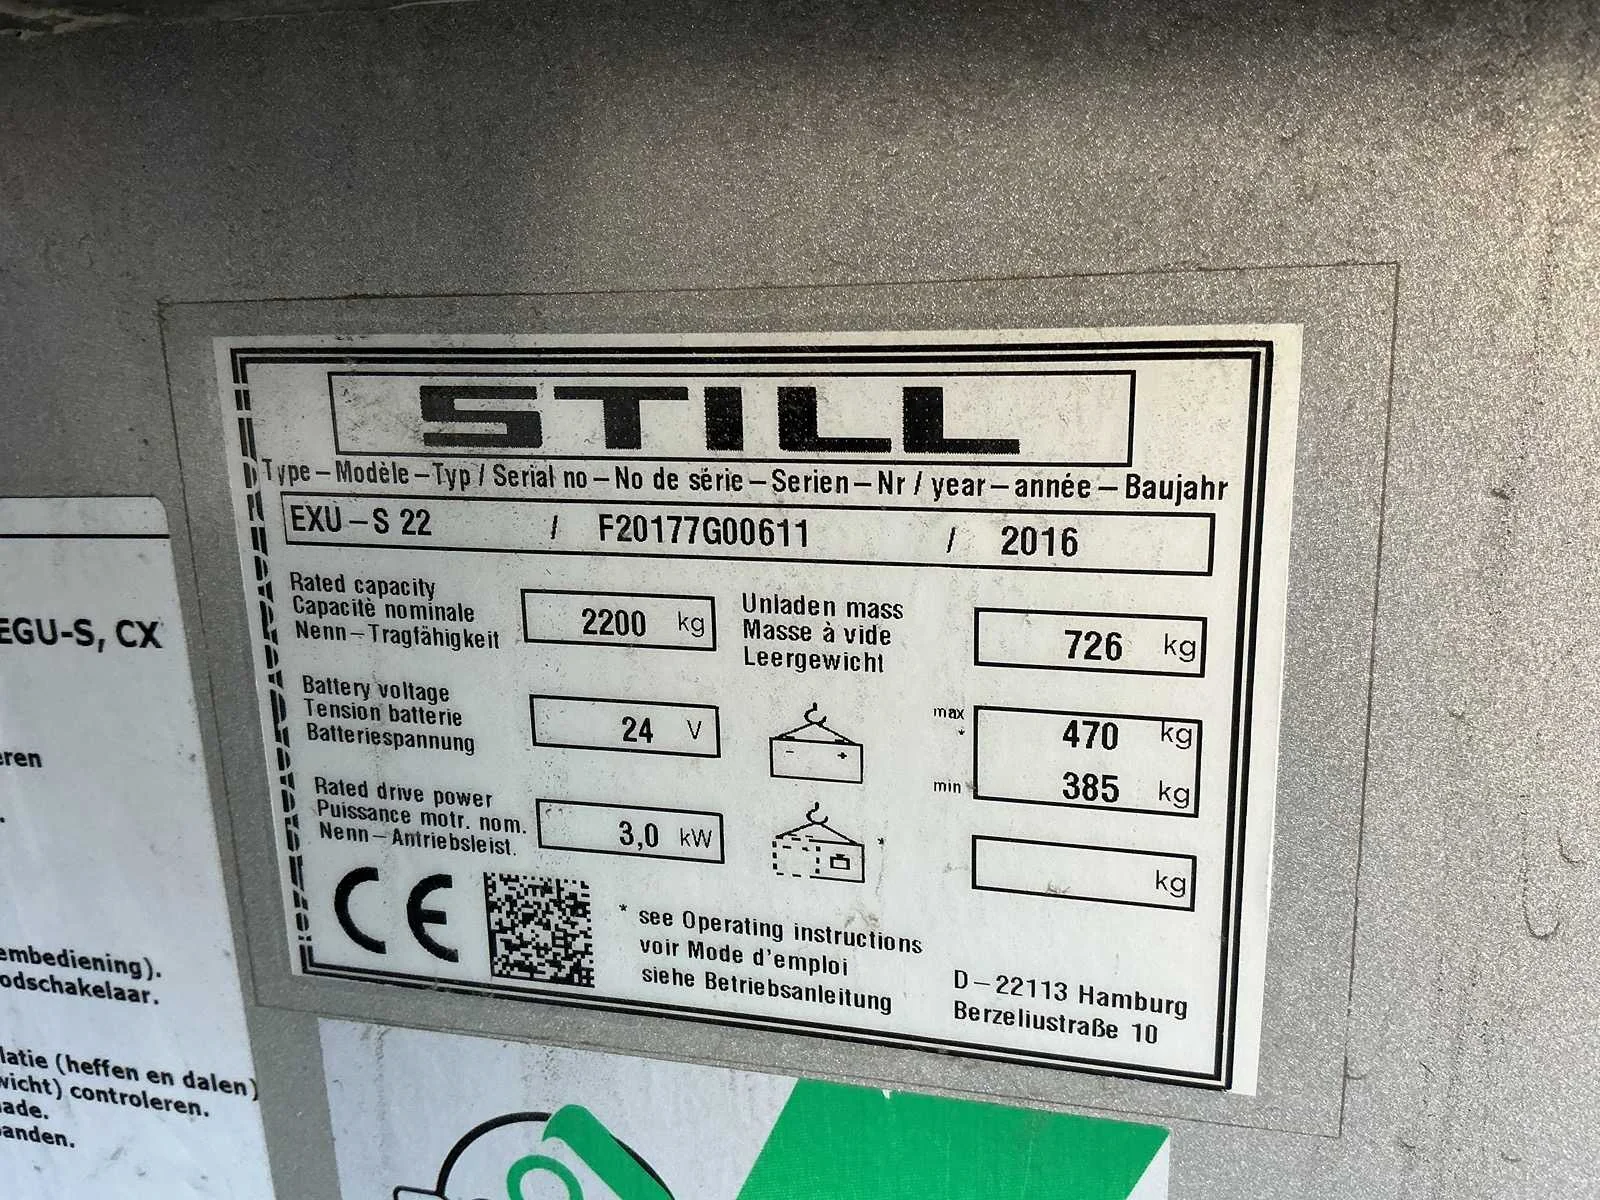 STILL
Type – Modèle – Typ / Serial no – No de série – Serien – Nr / year – année – Baujahr
EXU – S 22 / F20177G00611 / 2016
Rated capacity
Capacitè nominale
Nenn – Tragfähigkeit
2200 kg
Unladen mass
Masse à vide
Leergewicht
726 kg
Battery voltage
Tension batterie
Batteriespannung
24 V
- +
max
*
470 kg
min
385 kg
Rated drive power
Puissance motr. nom.
Nenn – Antriebsleist.
3,0 kW
*
kg
CE
* see Operating instructions
voir Mode d'emploi
siehe Betriebsanleitung
D – 22113 Hamburg
Berzeliustraße 10
EGU-S, CX
eren
embediening).
odschakelaar.
latie (heffen en dalen)
wicht) controleren.
ade.
anden.